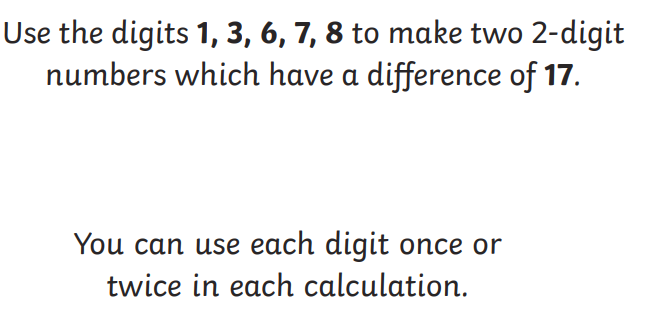 Use the digits 1, 3, 6, 7, 8 to make two 2-digit
numbers which have a difference of 17.
You can use each digit once or
twice in each calculation.